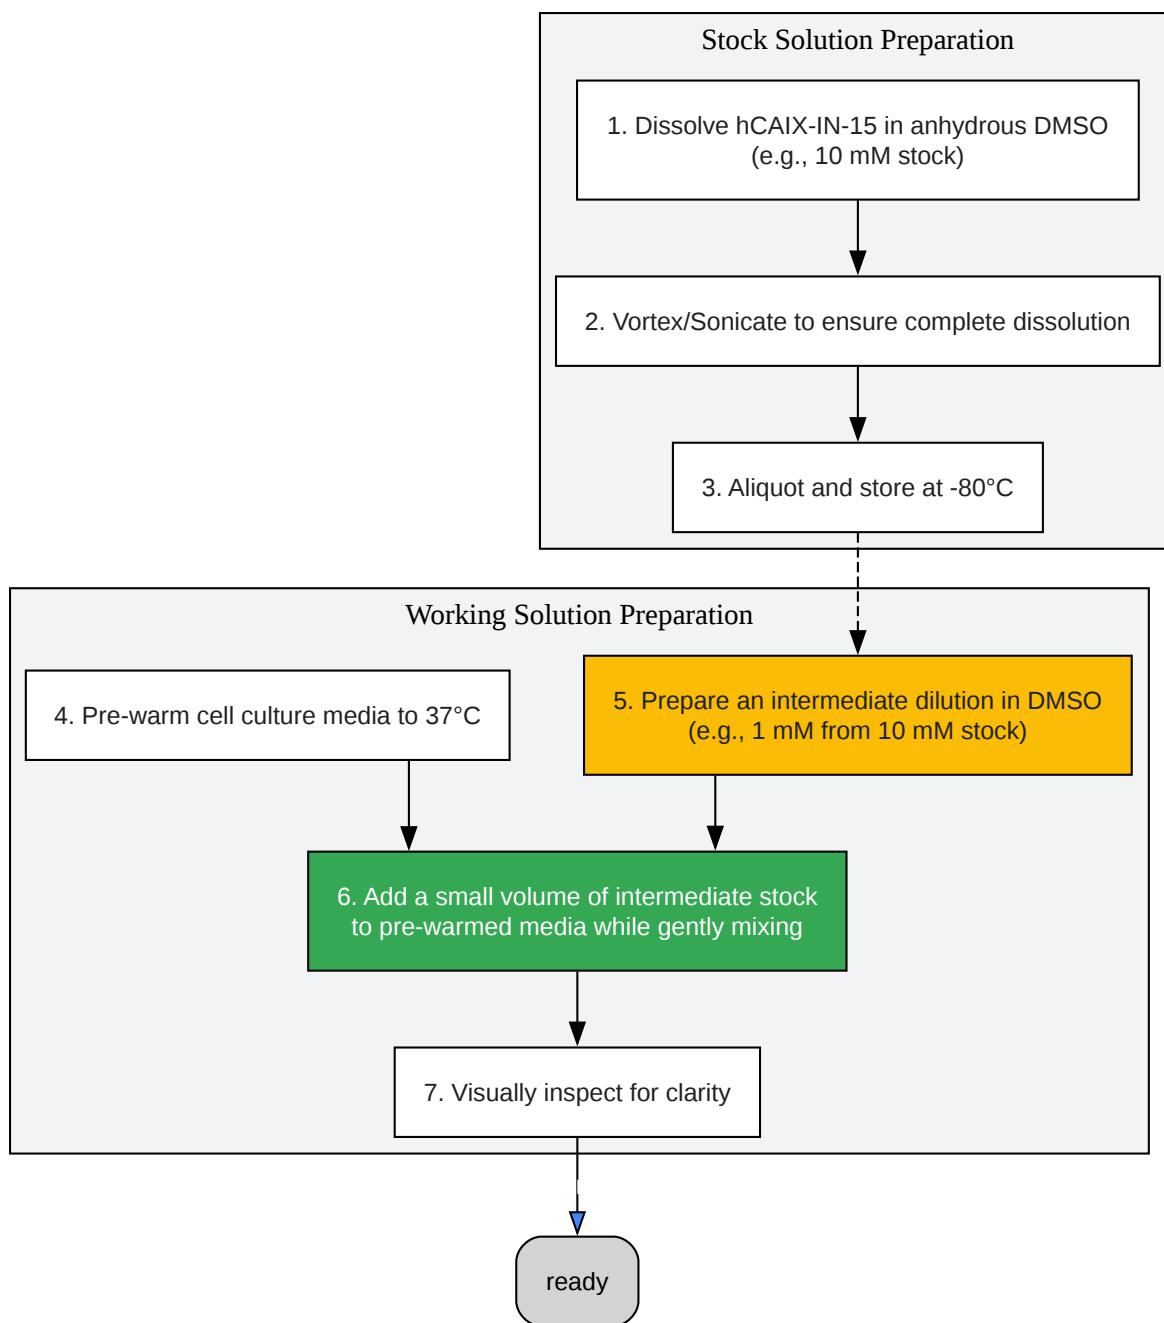 Stock Solution Preparation
1. Dissolve hCAIX-IN-15 in anhydrous DMSO
(e.g., 10 mM stock)
2. Vortex/Sonicate to ensure complete dissolution
3. Aliquot and store at -80°C
Working Solution Preparation
4. Pre-warm cell culture media to 37°C
5. Prepare an intermediate dilution in DMSO
(e.g., 1 mM from 10 mM stock)
6. Add a small volume of intermediate stock
to pre-warmed media while gently mixing
7. Visually inspect for clarity
ready